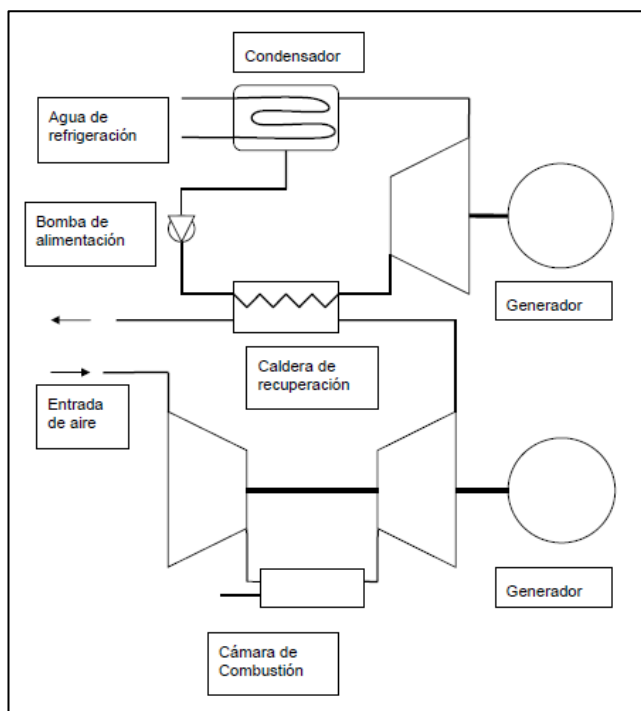 Condensador
Agua de
refrigeración
Bomba de
alimentación
Generador
Caldera de
recuperación
Entrada
de aire
Generador
Cámara de
Combustión